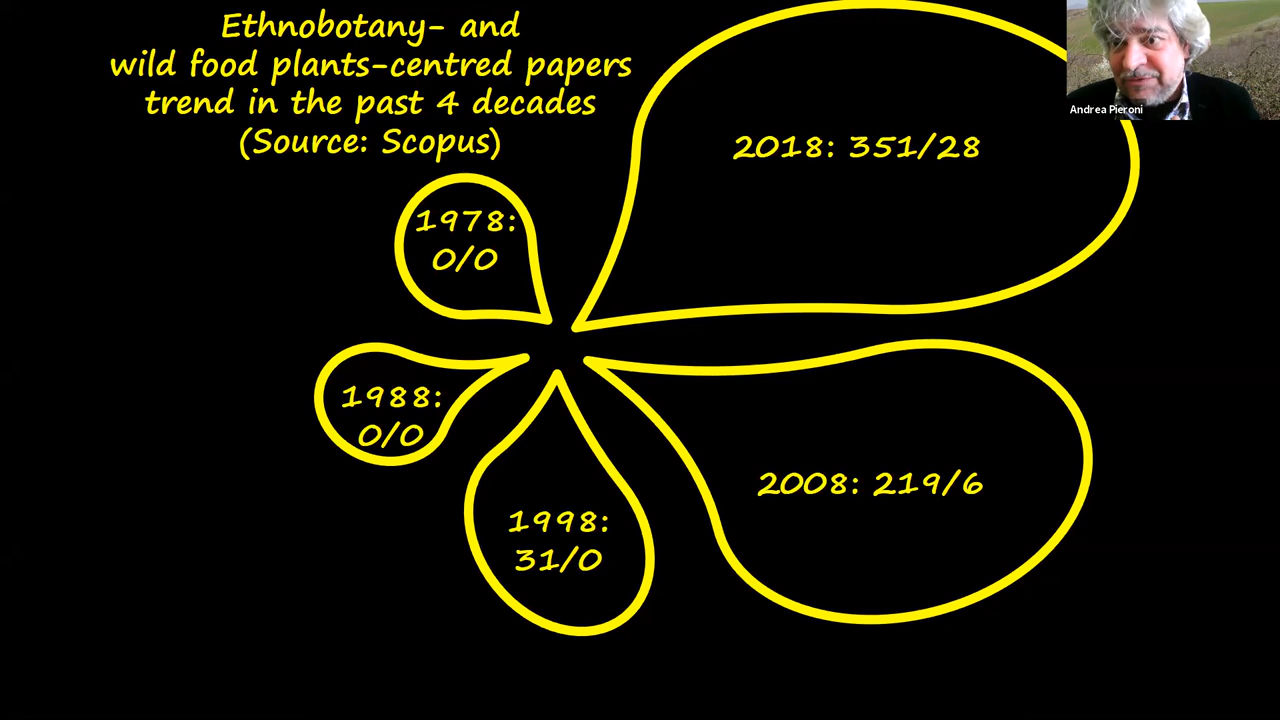 Ethnobotany- and
wild food plants-centred papers
trend in the past 4 decades
(Source: Scopus)
Andrea Pieroni
2018: 351/28
1978:
0/0
1988:
0/0
2008: 219/6
1998:
31/0